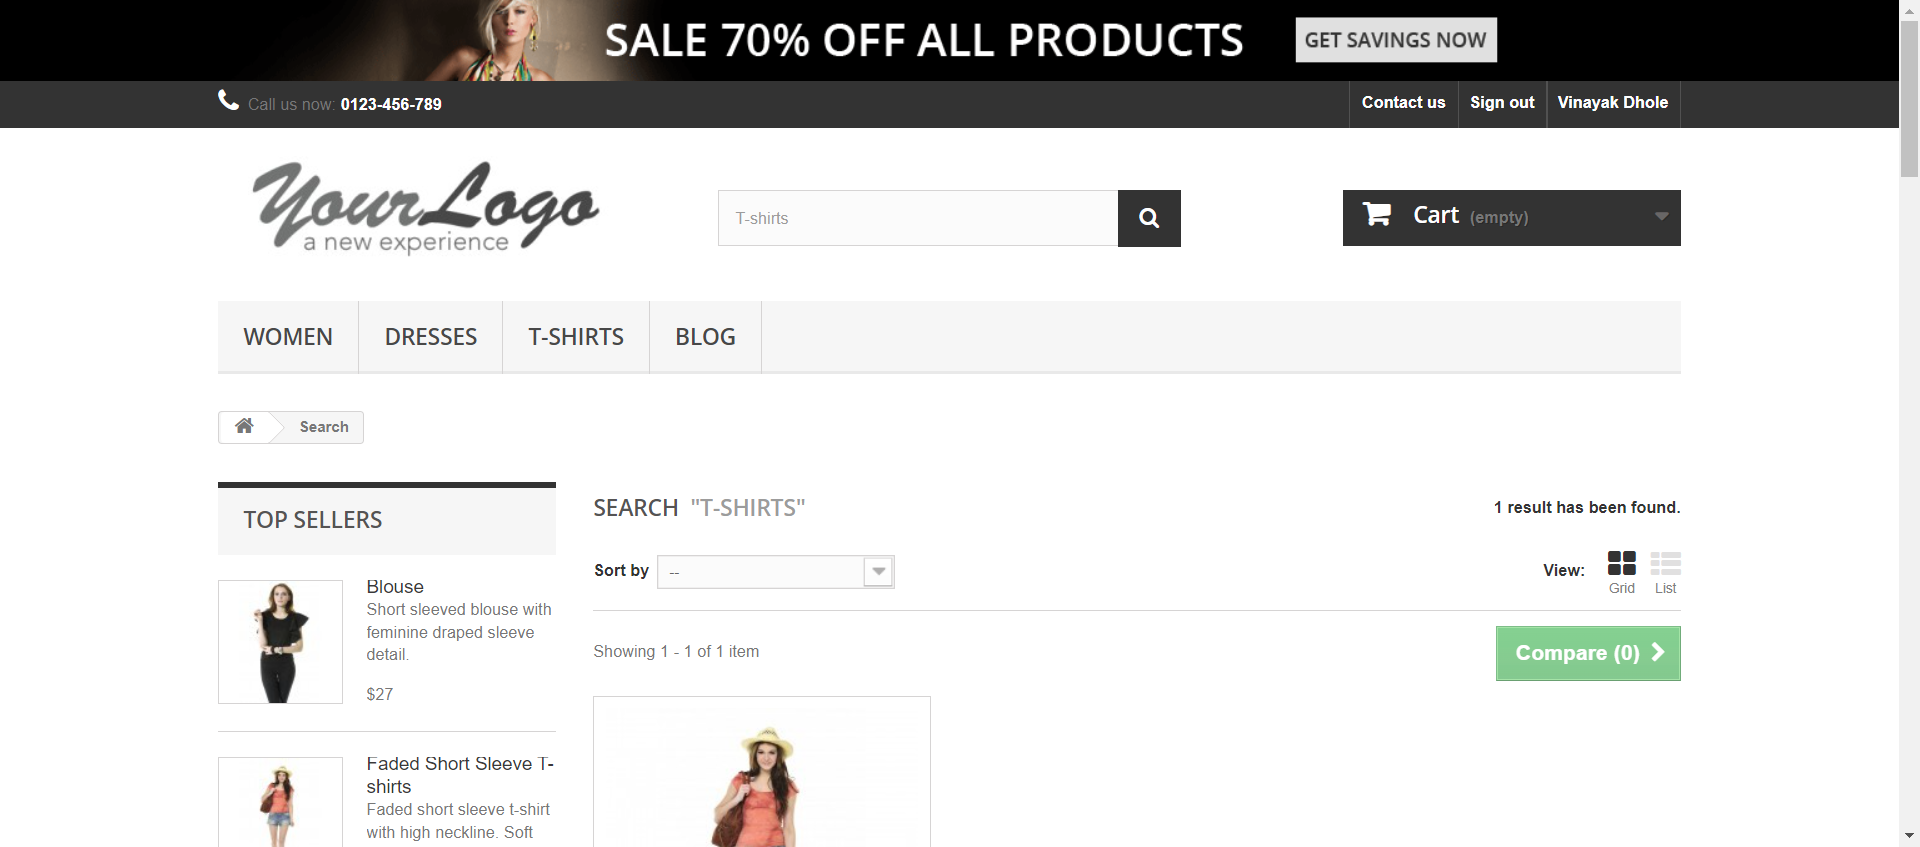 SALE 70% OFF ALL PRODUCTS
GET SAVINGS NOW
Call us now: 0123-456-789
Contact us
Sign out
Vinayak Dhole
Your Logo
a new experience
T-shirts
Cart (empty)
WOMEN
DRESSES
T-SHIRTS
BLOG
Search
TOP SELLERS
Blouse
Short sleeved blouse with
feminine draped sleeve
detail.
$27
Faded Short Sleeve T-
shirts
Faded short sleeve t-shirt
with high neckline. Soft
SEARCH "T-SHIRTS"
1 result has been found.
Sort by
--
View:
Grid
List
Showing 1 - 1 of 1 item
Compare (0)